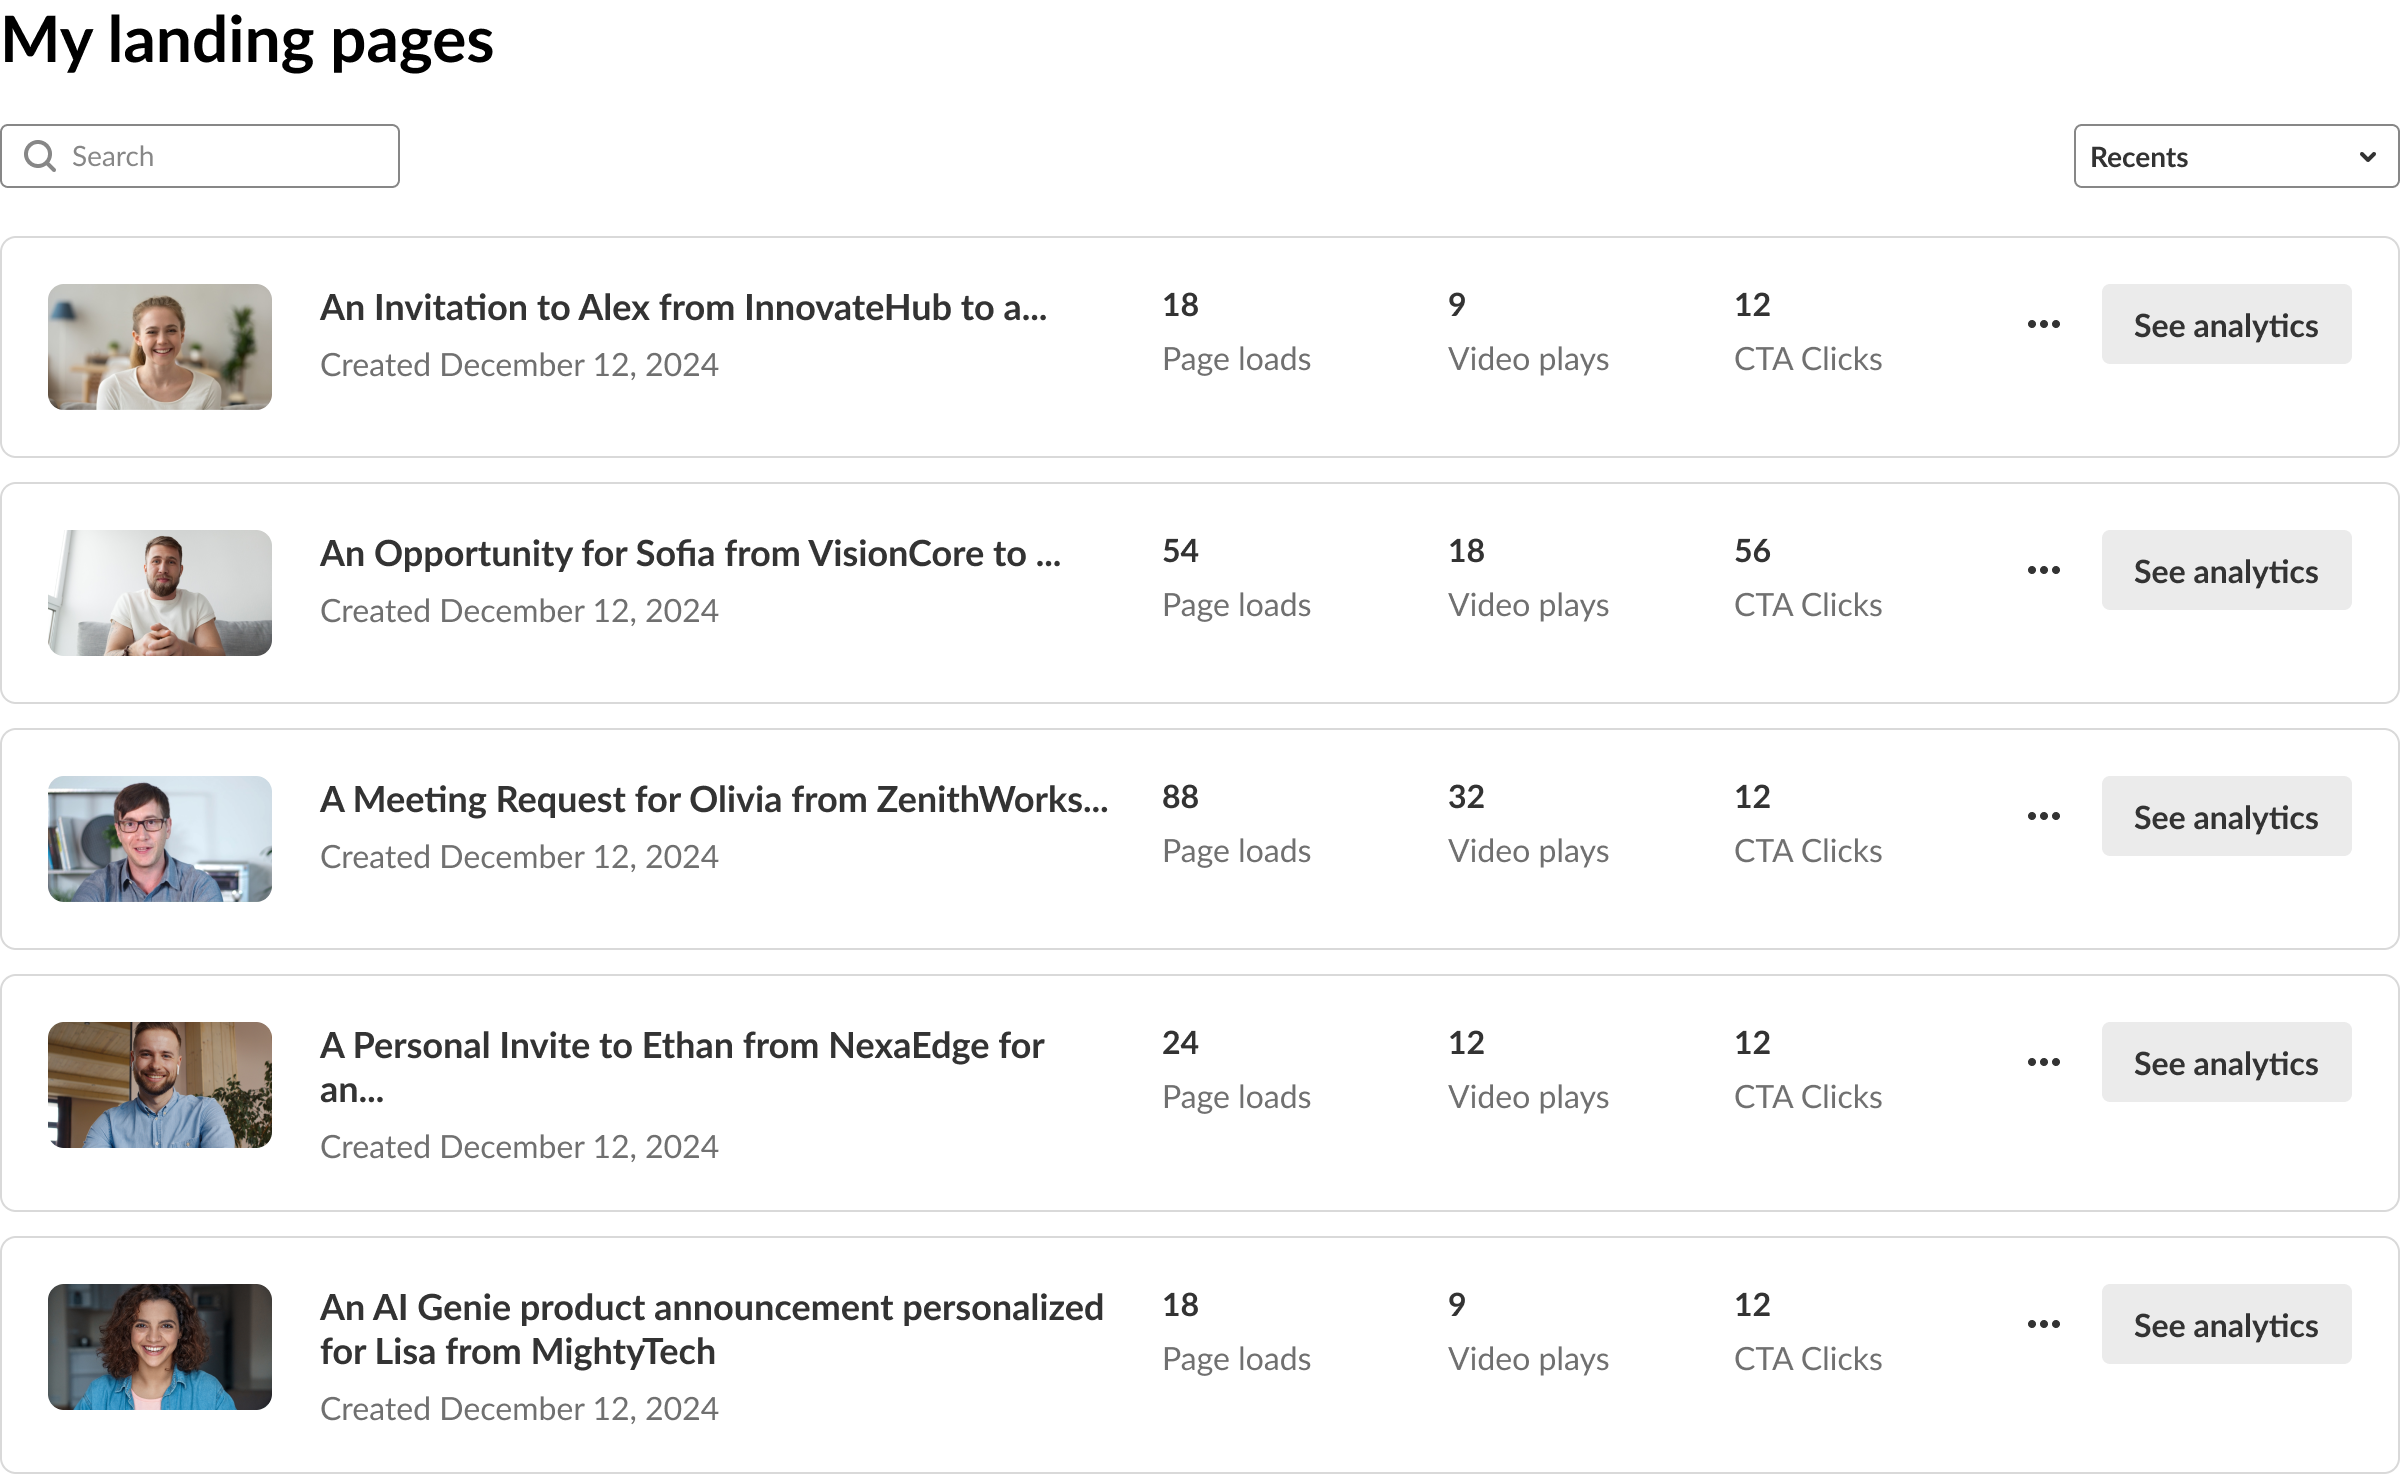 My landing pages
Search
Recents
An Invitation to Alex from InnovateHub to a...
Created December 12, 2024
18
Page loads
9
Video plays
12
CTA Clicks
See analytics
An Opportunity for Sofia from VisionCore to ...
Created December 12, 2024
54
Page loads
18
Video plays
56
CTA Clicks
See analytics
A Meeting Request for Olivia from ZenithWorks...
Created December 12, 2024
88
Page loads
32
Video plays
12
CTA Clicks
See analytics
A Personal Invite to Ethan from NexaEdge for
an...
Created December 12, 2024
24
Page loads
12
Video plays
12
CTA Clicks
See analytics
An AI Genie product announcement personalized
for Lisa from MightyTech
Created December 12, 2024
18
Page loads
9
Video plays
12
CTA Clicks
See analytics